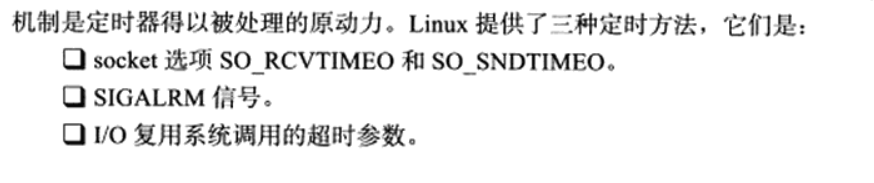 机制是定时器得以被处理的原动力。Linux 提供了三种定时方法，它们是：
❑ socket 选项 SO_RCVTIMEO 和 SO_SNDTIMEO。
❑ SIGALRM 信号。
❑ I/O 复用系统调用的超时参数。